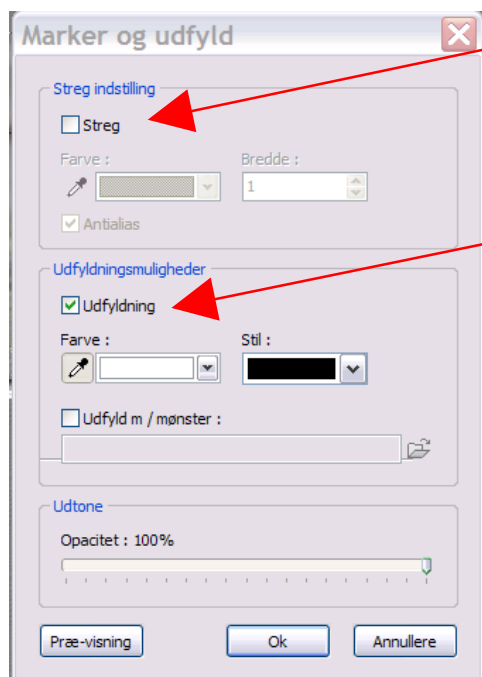 Marker og udfyld
Streg indstilling
Streg
Farve : Bredde :
1
Antialias
Udfyldningsmuligheder
Udfyldning
Farve : Stil :
Udfyld m / mønster :
Udtone
Opacitet : 100%
Præ-visning Ok Annullere